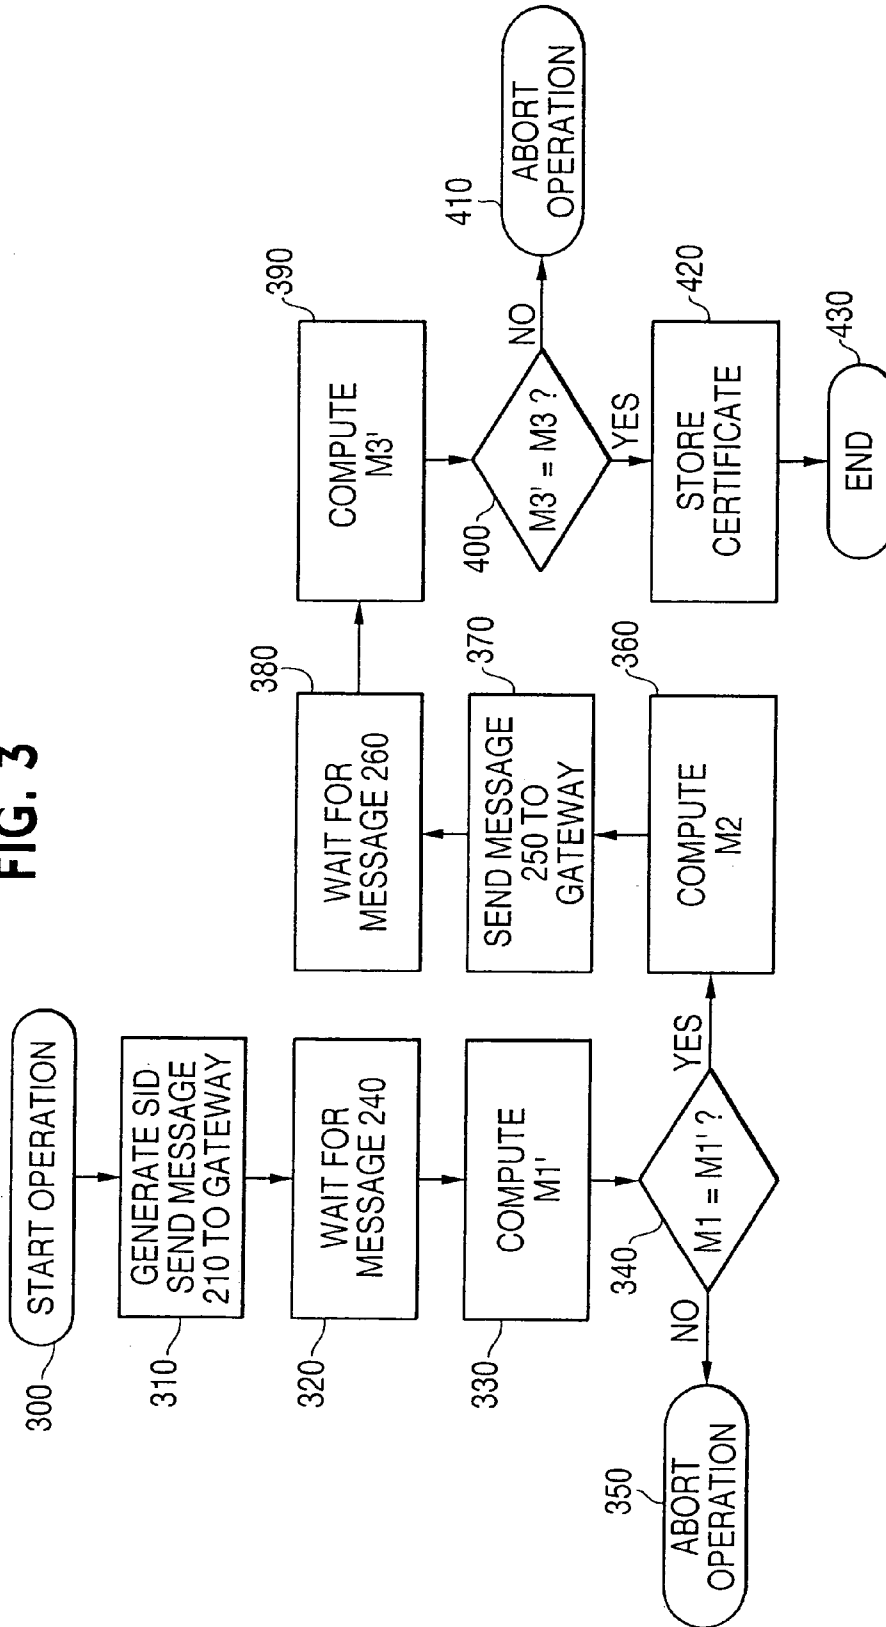 FIG. 3
300
START OPERATION
310
GENERATE SID
SEND MESSAGE
210 TO GATEWAY
320
WAIT FOR
MESSAGE 240
330
COMPUTE
M1'
340
M1 = M1' ?
NO
350
ABORT
OPERATION
YES
360
COMPUTE
M2
370
SEND MESSAGE
250 TO
GATEWAY
380
WAIT FOR
MESSAGE 260
390
COMPUTE
M3'
400
M3' = M3 ?
NO
410
ABORT
OPERATION
YES
420
STORE
CERTIFICATE
430
END